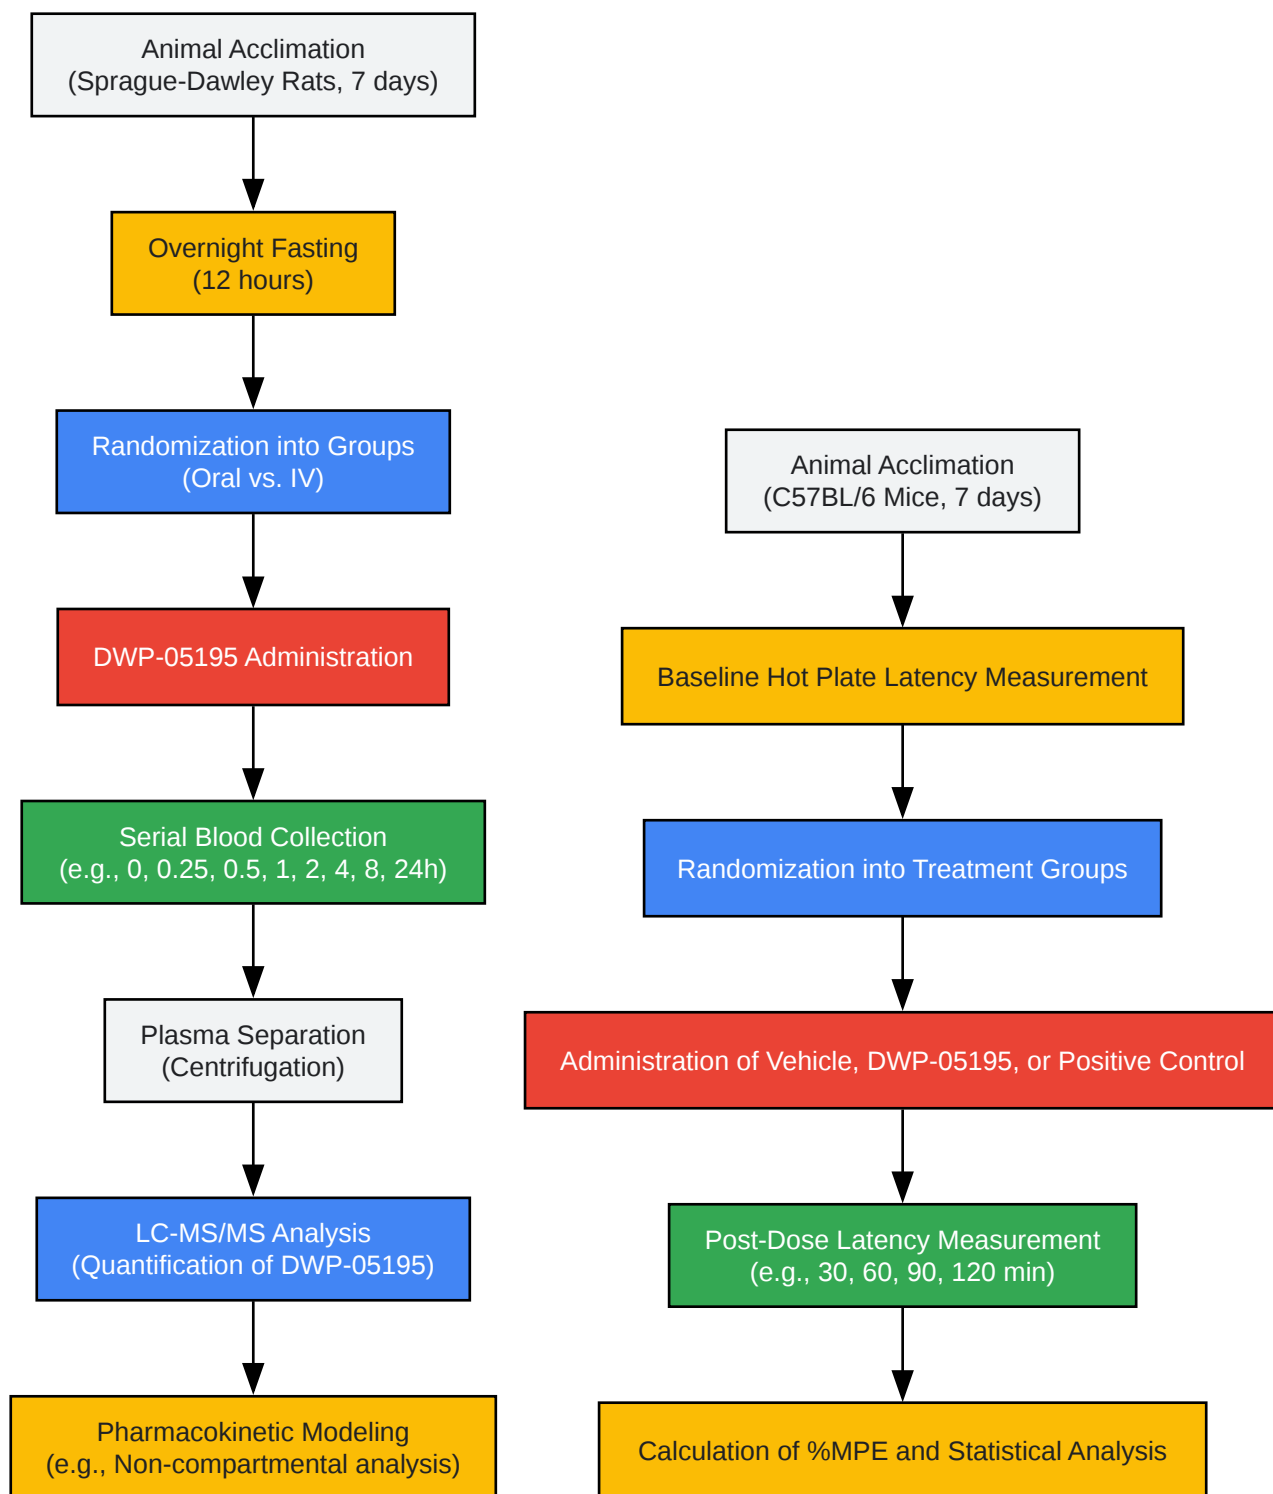 Animal Acclimation
(Sprague-Dawley Rats, 7 days)
Overnight Fasting
(12 hours)
Randomization into Groups
(Oral vs. IV)
DWP-05195 Administration
Serial Blood Collection
(e.g., 0, 0.25, 0.5, 1, 2, 4, 8, 24h)
Plasma Separation
(Centrifugation)
LC-MS/MS Analysis
(Quantification of DWP-05195)
Pharmacokinetic Modeling
(e.g., Non-compartmental analysis)
Animal Acclimation
(C57BL/6 Mice, 7 days)
Baseline Hot Plate Latency Measurement
Randomization into Treatment Groups
Administration of Vehicle, DWP-05195, or Positive Control
Post-Dose Latency Measurement
(e.g., 30, 60, 90, 120 min)
Calculation of %MPE and Statistical Analysis